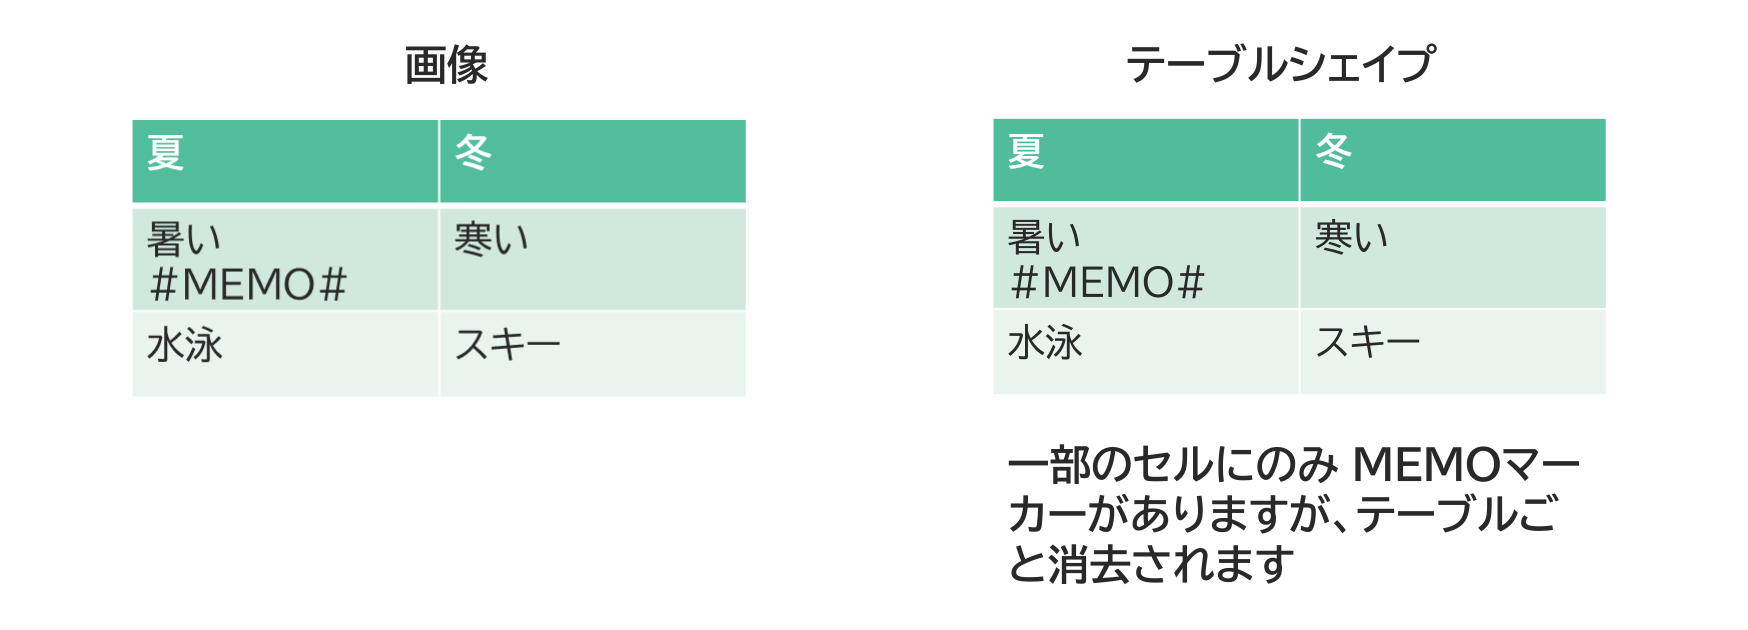 画像
夏 冬
暑い 寒い
＃MEMO＃
水泳 スキー
テーブルシェイプ
夏 冬
暑い 寒い
＃MEMO＃
水泳 スキー
一部のセルにのみ MEMOマー
カーがありますが、テーブルご
と消去されます